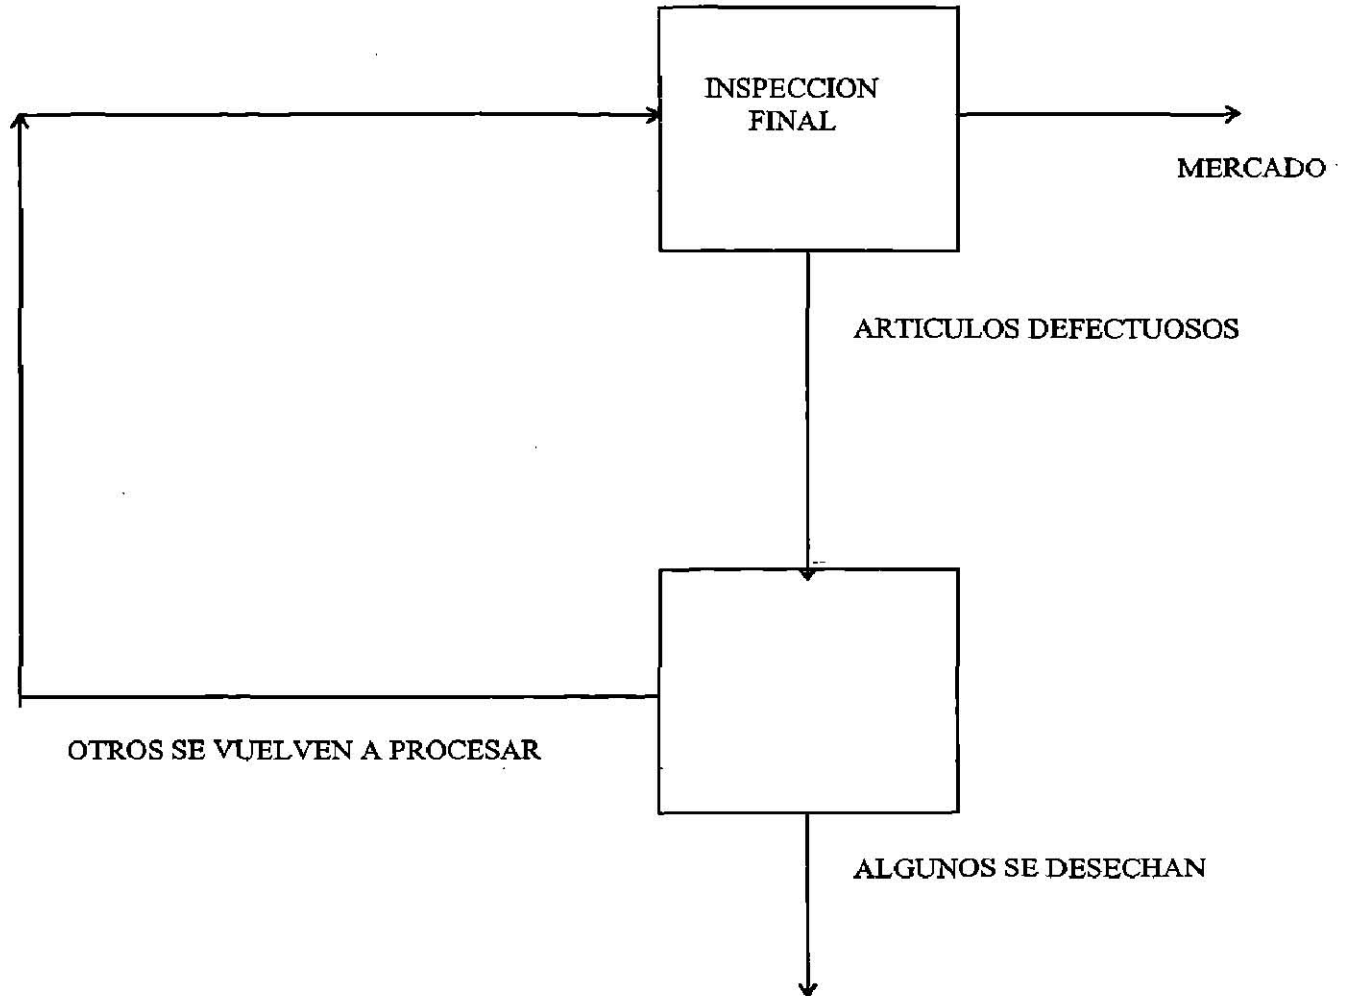 INSPECCION
FINAL
MERCADO
ARTICULOS DEFECTUOSOS
OTROS SE VUELVEN A PROCESAR
ALGUNOS SE DESECHAN